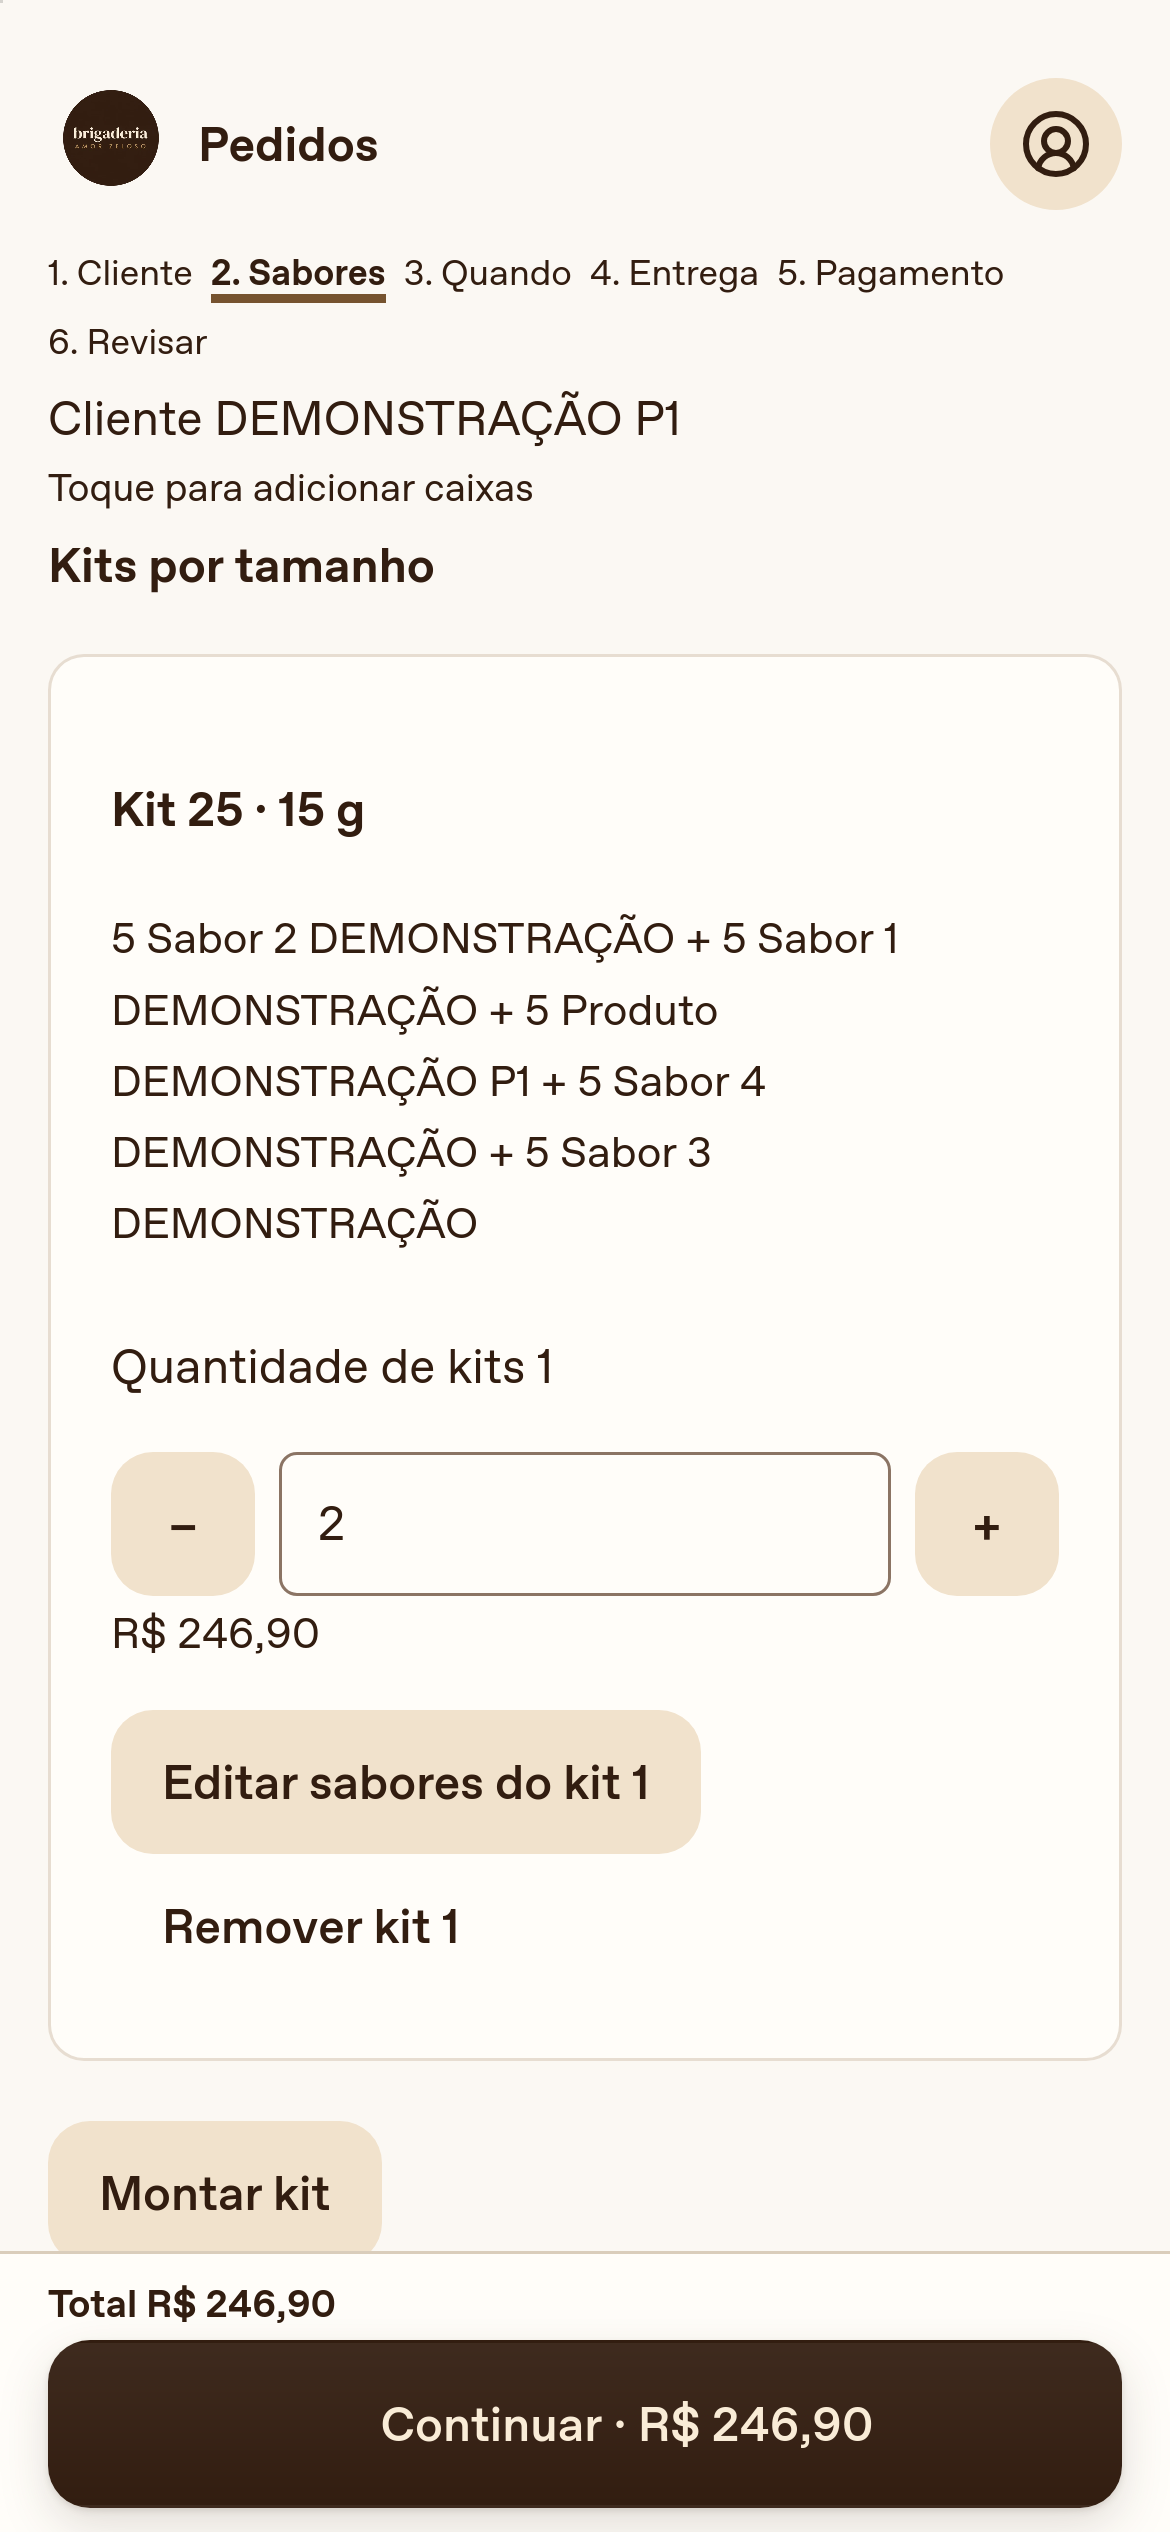 brigaderia
AMOR ZELOSO
Pedidos
1. Cliente 2. Sabores 3. Quando 4. Entrega 5. Pagamento
6. Revisar
Cliente DEMONSTRAÇÃO P1
Toque para adicionar caixas
Kits por tamanho
Kit 25 · 15 g
5 Sabor 2 DEMONSTRAÇÃO + 5 Sabor 1
DEMONSTRAÇÃO + 5 Produto
DEMONSTRAÇÃO P1 + 5 Sabor 4
DEMONSTRAÇÃO + 5 Sabor 3
DEMONSTRAÇÃO
Quantidade de kits 1
– 2 +
R$ 246,90
Editar sabores do kit 1
Remover kit 1
Montar kit
Total R$ 246,90
Continuar · R$ 246,90